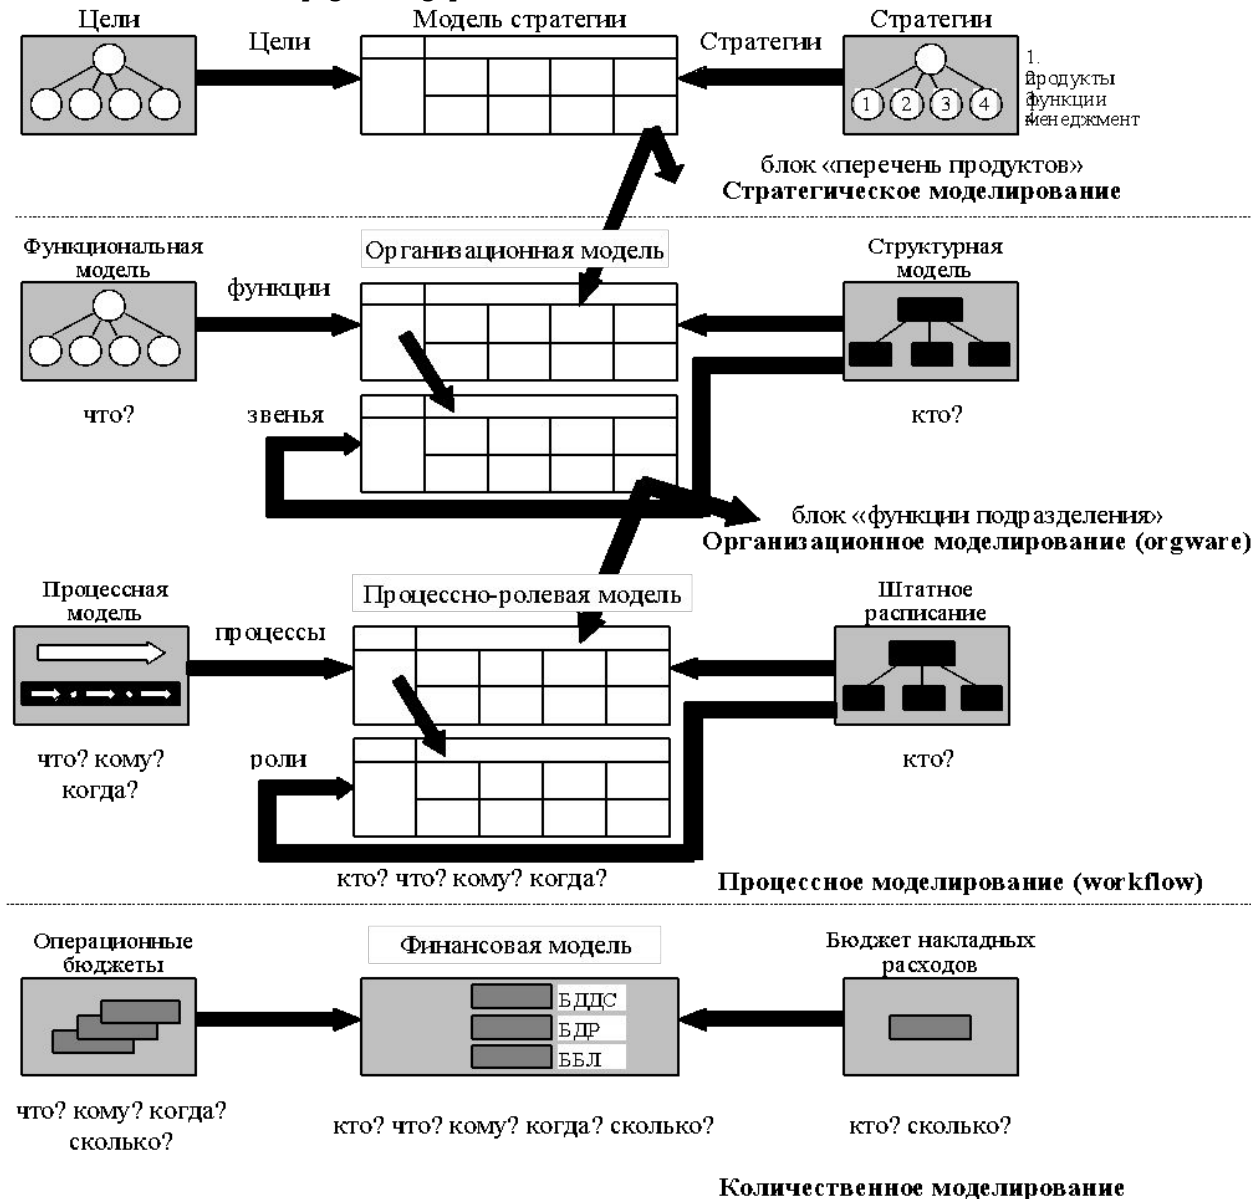 Цели
Модель стратегии
Стратегии
Цели
Стратегии
1.
продукты
функции
менеджмент
1 2 3 4
блок «перечень продуктов»
Стратегическое моделирование
Функциональная
модель
Организационная модель
Структурная
модель
функции
что?
звенья
кто?
блок «функции подразделения»
Организационное моделирование (orgware)
Процессная
модель
Процессно-ролевая модель
Штатное
расписание
процессы
что? кому?
когда?
роли
кто?
кто? что? кому? когда?
Процессное моделирование (workflow)
Операционные
бюджеты
Финансовая модель
Бюджет накладных
расходов
БДДС
БДР
ББЛ
что? кому? когда?
сколько?
кто? что? кому? когда? сколько?
кто? сколько?
Количественное моделирование